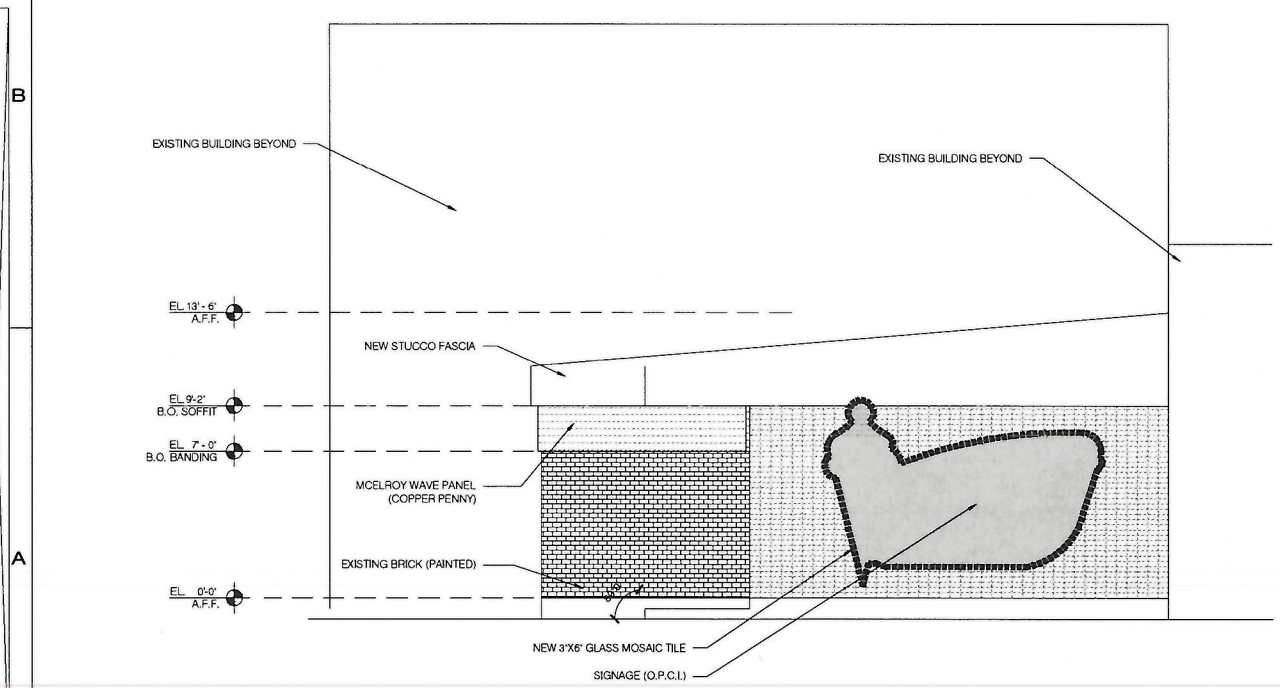 B
EXISTING BUILDING BEYOND
EXISTING BUILDING BEYOND
EL. 13' - 6"
A.F.F.
NEW STUCCO FASCIA
EL. 9'-2"
B.O. SOFFIT
EL. 7' - 0"
B.O. BANDING
MCELROY WAVE PANEL
(COPPER PENNY)
A
EXISTING BRICK (PAINTED)
EL. 0'-0"
A.F.F.
NEW 3"X6" GLASS MOSAIC TILE
SIGNAGE (O.P.C.I.)